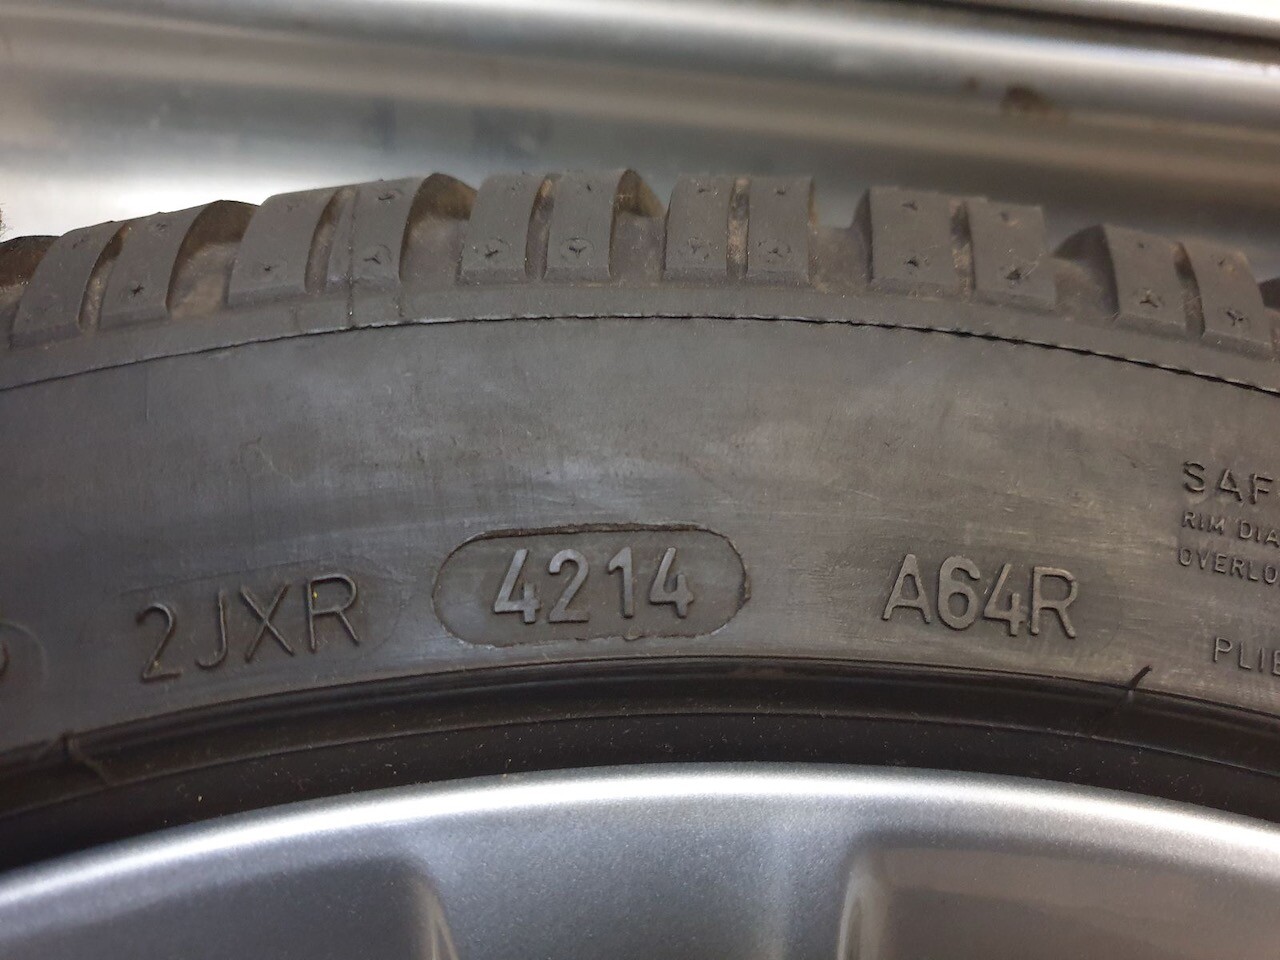 2JXR 4214 A64R
SAF
RIM DIA
OVERLO
PLIE